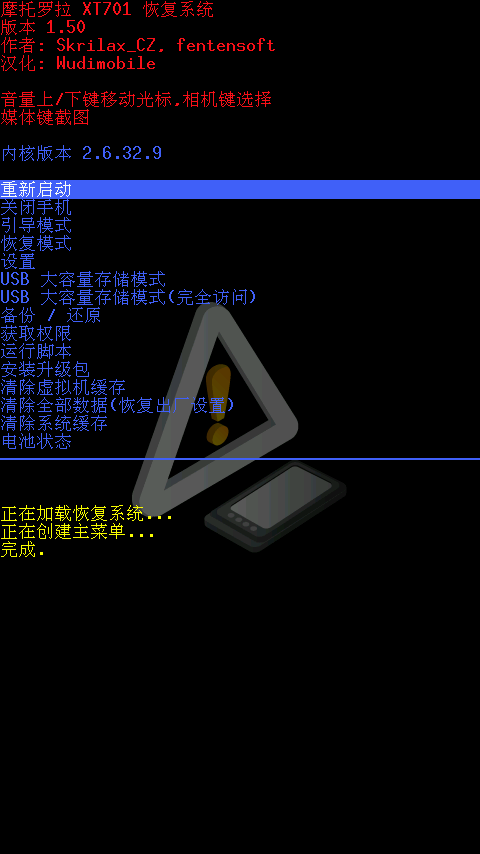 摩托罗拉 XT701 恢复系统
版本 1.50
作者: Skrilax_CZ, fentensoft
汉化: Wudimobile
音量上/下键移动光标.相机键选择
媒体键截图
内核版本 2.6.32.9
重新启动
关闭手机
引导模式
恢复模式
设置
USB 大容量存储模式
USB 大容量存储模式(完全访问)
备份 / 还原
获取权限
运行脚本
安装升级包
清除虚拟机缓存
清除全部数据(恢复出厂设置)
清除系统缓存
电池状态
正在加载恢复系统...
正在创建主菜单...
完成.